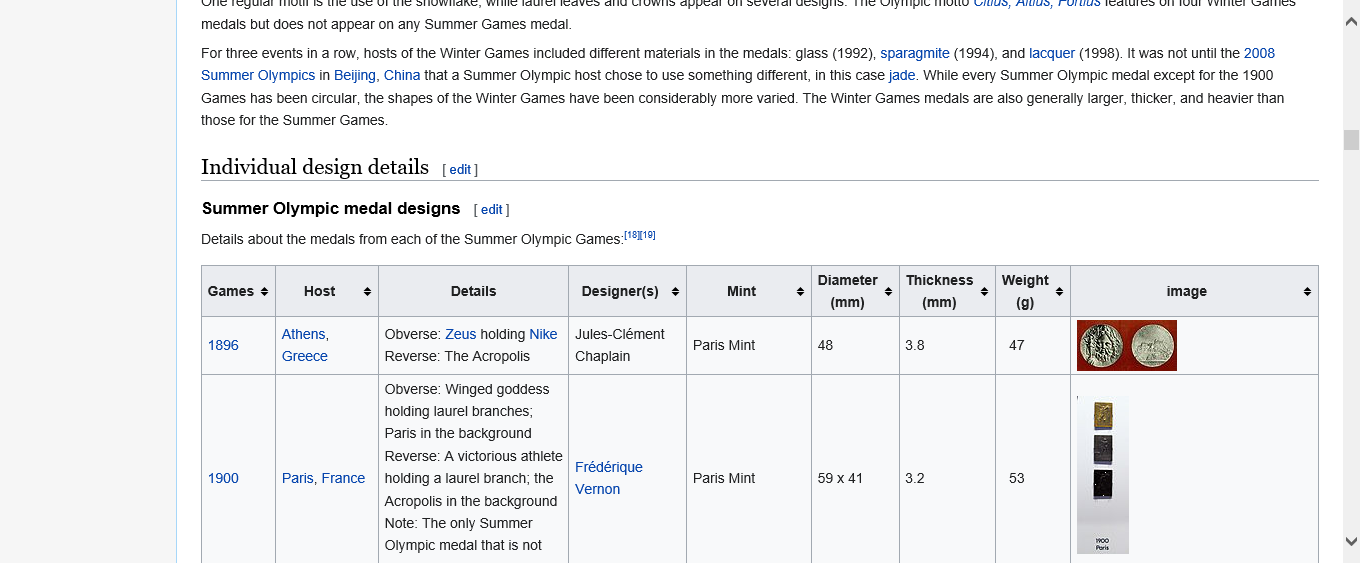 One regular motif is the use of the snowflake, while laurel leaves and crowns appear on several designs. The Olympic motto Citius, Altius, Fortius features on four Winter Games
medals but does not appear on any Summer Games medal.
For three events in a row, hosts of the Winter Games included different materials in the medals: glass (1992), sparagmite (1994), and lacquer (1998). It was not until the 2008
Summer Olympics in Beijing, China that a Summer Olympic host chose to use something different, in this case jade. While every Summer Olympic medal except for the 1900
Games has been circular, the shapes of the Winter Games have been considerably more varied. The Winter Games medals are also generally larger, thicker, and heavier than
those for the Summer Games.
Individual design details [ edit ]
Summer Olympic medal designs [ edit ]
Details about the medals from each of the Summer Olympic Games:[18][19]
Games Host Details Designer(s) Mint Diameter (mm) Thickness (mm) Weight (g) image
1896
Athens,
Greece
Obverse: Zeus holding Nike
Reverse: The Acropolis
Jules-Clément
Chaplain
Paris Mint
48
3.8
47
1900
Paris, France
Obverse: Winged goddess
holding laurel branches;
Paris in the background
Reverse: A victorious athlete
holding a laurel branch; the
Acropolis in the background
Note: The only Summer
Olympic medal that is not
Frédérique
Vernon
Paris Mint
59 x 41
3.2
53
1900
Paris